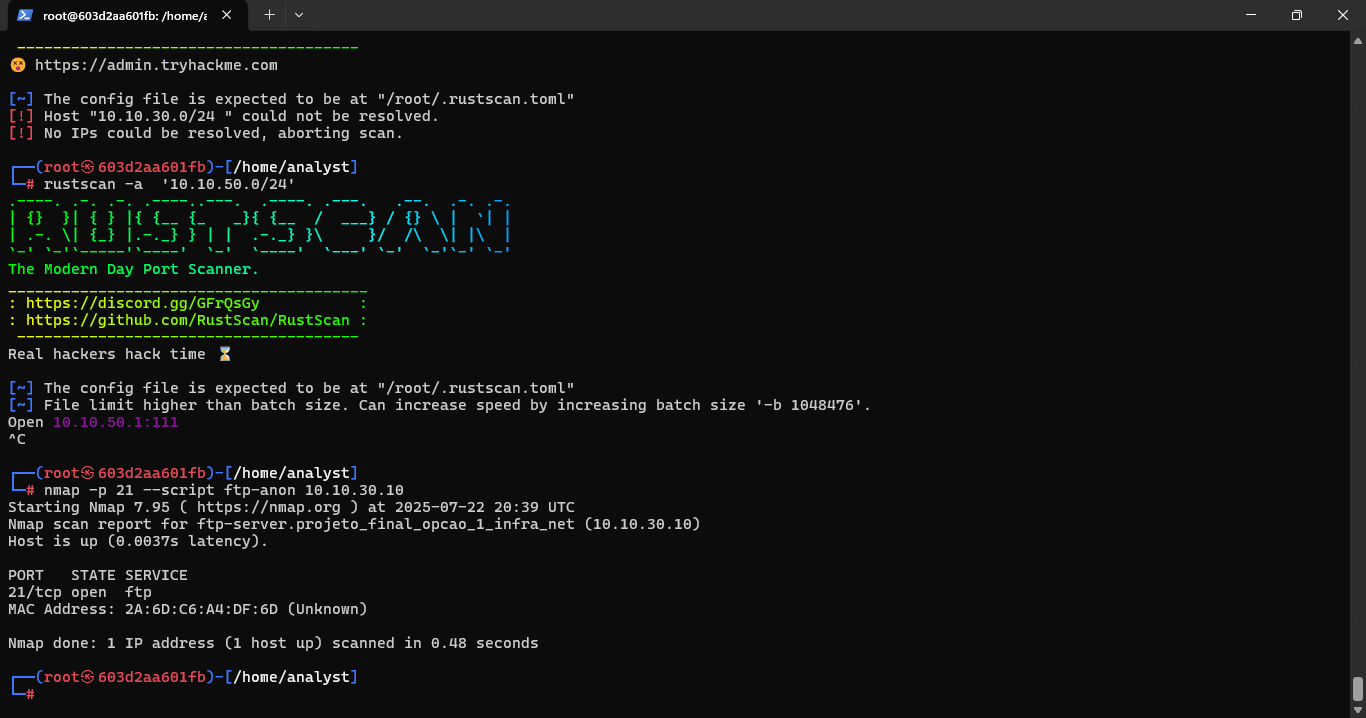 root@603d2aa601fb: /home/a
-------------------------------------- 
😵 https://admin.tryhackme.com
[~] The config file is expected to be at "/root/.rustscan.toml"
[!] Host "10.10.30.0/24 " could not be resolved.
[!] No IPs could be resolved, aborting scan.
┌──(root㉿603d2aa601fb)-[/home/analyst]
└─# rustscan -a  '10.10.50.0/24'
.----. .-. .-. .----..---.  .----. .---.   .--.  .-. .-.
| {}  }| { } |{ {__ {_   _}{ {__  /  ___} / {} \ |  `| |
| .-. \| {_} |.-._} } | |  .-._} }\     }/  /\  \| |\  |
`-' `-'`-----'`----'  `-'  `----'  `---' `-'  `-'`-' `-'
The Modern Day Port Scanner.
________________________________________
: https://discord.gg/GFrQsGy           :
: https://github.com/RustScan/RustScan :
 --------------------------------------
Real hackers hack time ⌛
[~] The config file is expected to be at "/root/.rustscan.toml"
[~] File limit higher than batch size. Can increase speed by increasing batch size '-b 1048476'.
Open 10.10.50.1:111
^C
┌──(root㉿603d2aa601fb)-[/home/analyst]
└─# nmap -p 21 --script ftp-anon 10.10.30.10
Starting Nmap 7.95 ( https://nmap.org ) at 2025-07-22 20:39 UTC
Nmap scan report for ftp-server.projeto_final_opcao_1_infra_net (10.10.30.10)
Host is up (0.0037s latency).
PORT   STATE SERVICE
21/tcp open  ftp
MAC Address: 2A:6D:C6:A4:DF:6D (Unknown)
Nmap done: 1 IP address (1 host up) scanned in 0.48 seconds
┌──(root㉿603d2aa601fb)-[/home/analyst]
└─#